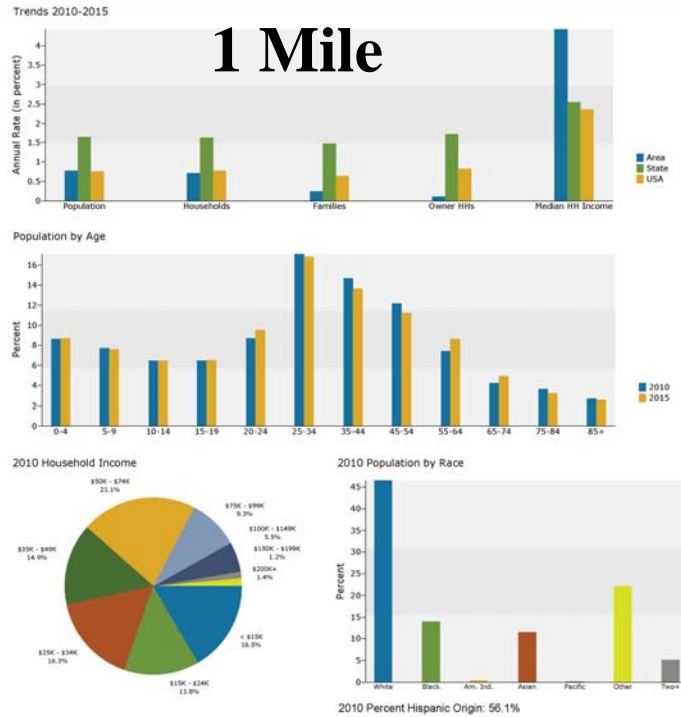 Trends 2010-2015
1 Mile
Annual Rate (in percent)
4
3.5
3
2.5
2
1.5
1
0.5
0
Population Households Families Owner HHs Median HH Income
Area
State
USA
Population by Age
Percent
16
14
12
10
8
6
4
2
0
0-4 5-9 10-14 15-19 20-24 25-34 35-44 45-54 55-64 65-74 75-84 85+
2010
2015
2010 Household Income
$50K - $74K
21.1%
$75K - $99K
9.3%
$100K - $149K
5.5%
$150K - $199K
1.2%
$200K+
1.4%
$35K - $49K
14.9%
< $15K
16.5%
$25K - $34K
16.3%
$15K - $24K
13.8%
2010 Population by Race
Percent
45
40
35
30
25
20
15
10
5
0
White Black Am. Ind. Asian Pacific Other Two+
2010 Percent Hispanic Origin: 56.1%